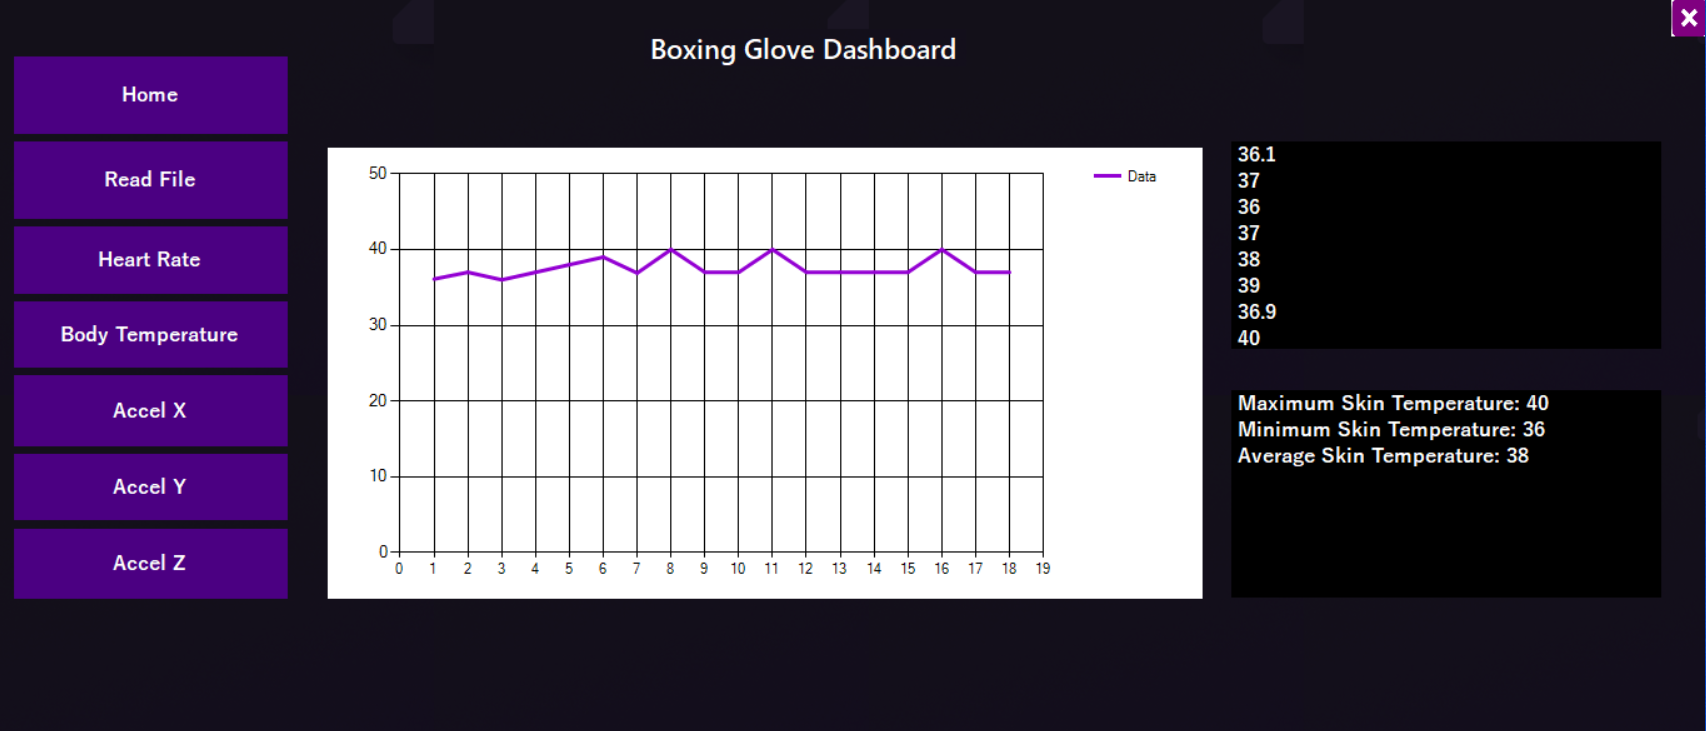 Boxing Glove Dashboard
Home
Read File
Heart Rate
Body Temperature
Accel X
Accel Y
Accel Z
50
40
30
20
10
0
0 1 2 3 4 5 6 7 8 9 10 11 12 13 14 15 16 17 18 19
Data
36.1
37
36
37
38
39
36.9
40
Maximum Skin Temperature: 40
Minimum Skin Temperature: 36
Average Skin Temperature: 38